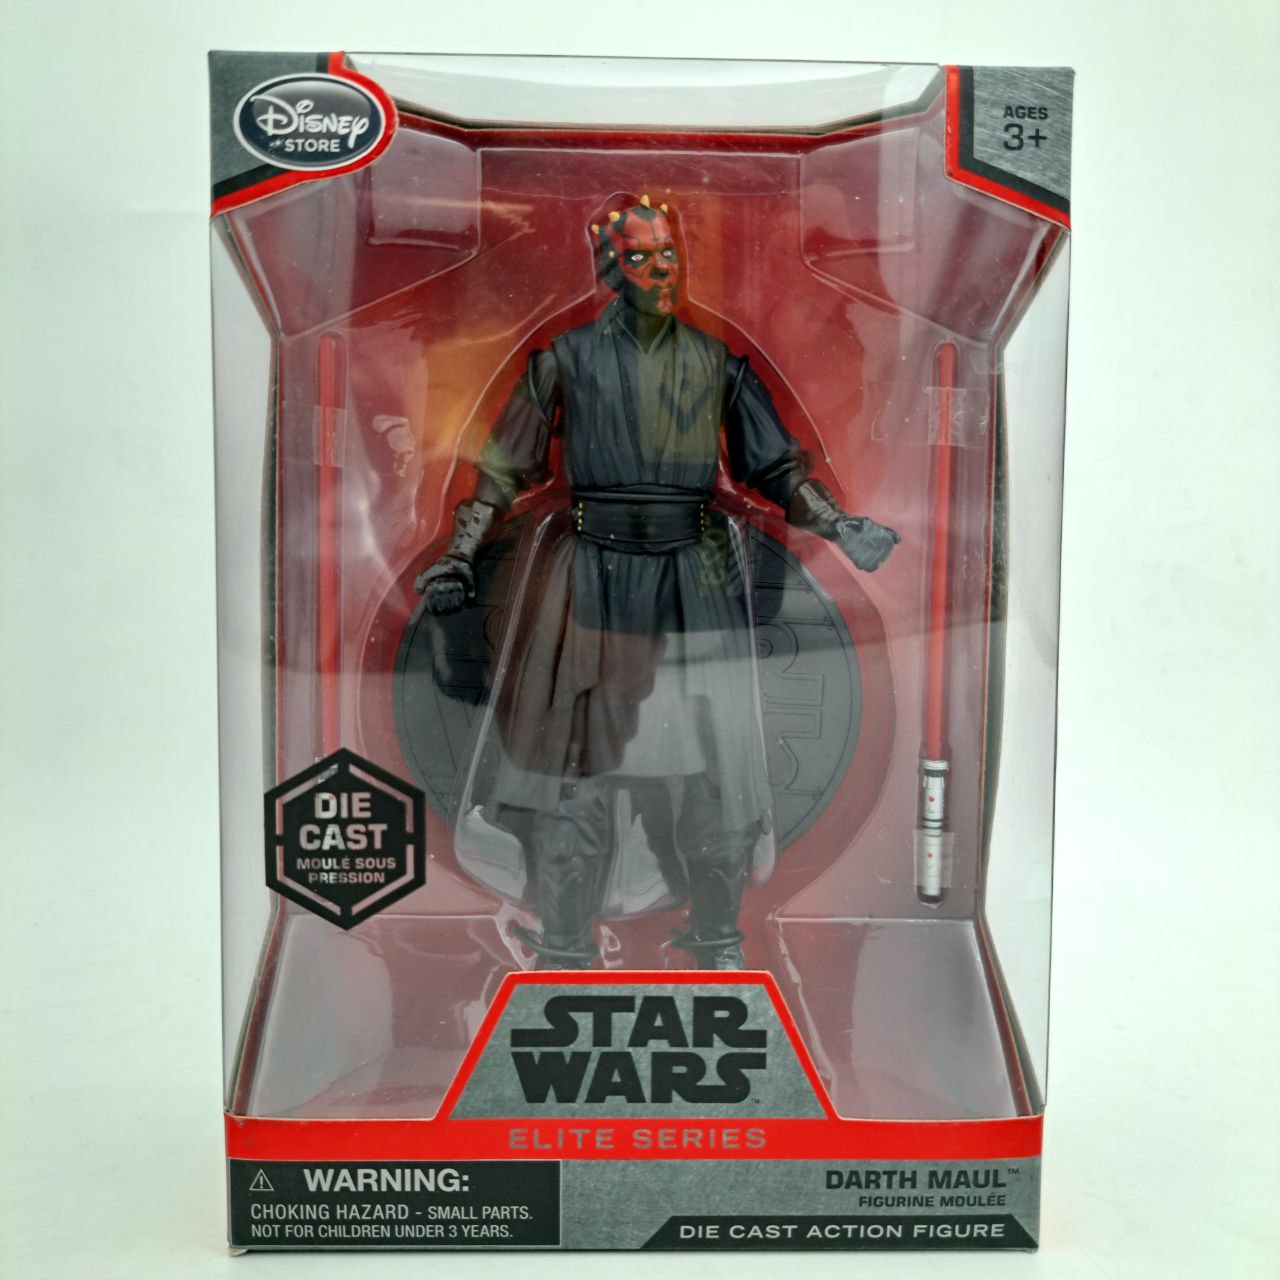 DISNEY
STORE
AGES
3+
DIE
CAST
MOULÉ SOUS
PRESSION
STAR
WARS™
ELITE SERIES
⚠ WARNING:
CHOKING HAZARD - SMALL PARTS.
NOT FOR CHILDREN UNDER 3 YEARS.
DARTH MAUL™
FIGURINE MOULÉE
DIE CAST ACTION FIGURE